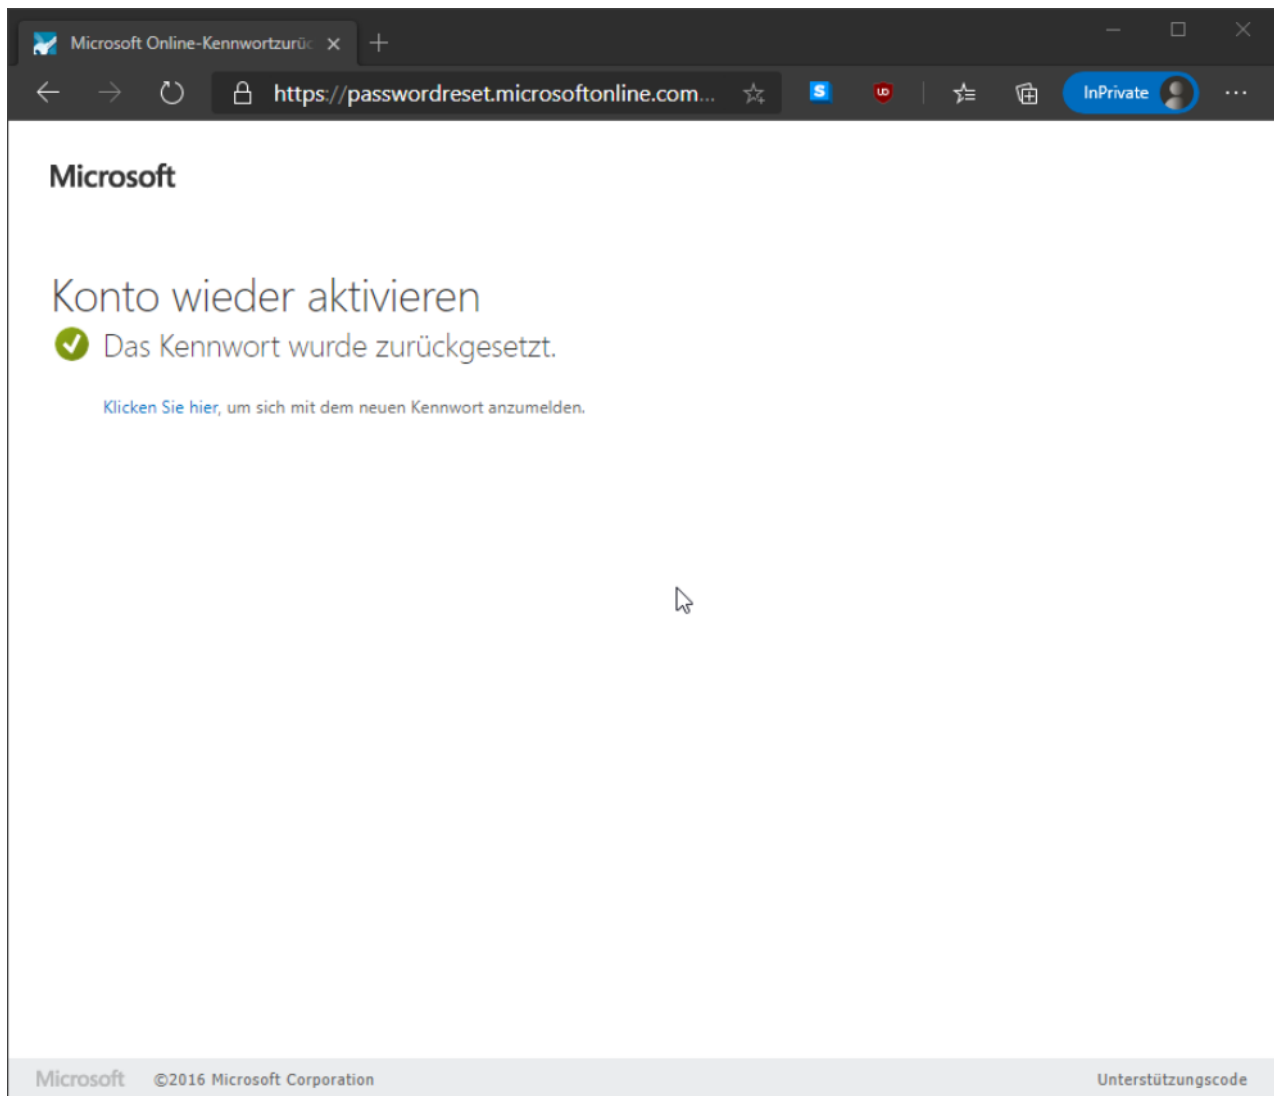 Microsoft Online-Kennwortzurüc
https://passwordreset.microsoftonline.com...
InPrivate
Microsoft
Konto wieder aktivieren
Das Kennwort wurde zurückgesetzt.
Klicken Sie hier, um sich mit dem neuen Kennwort anzumelden.
Microsoft ©2016 Microsoft Corporation Unterstützungscode